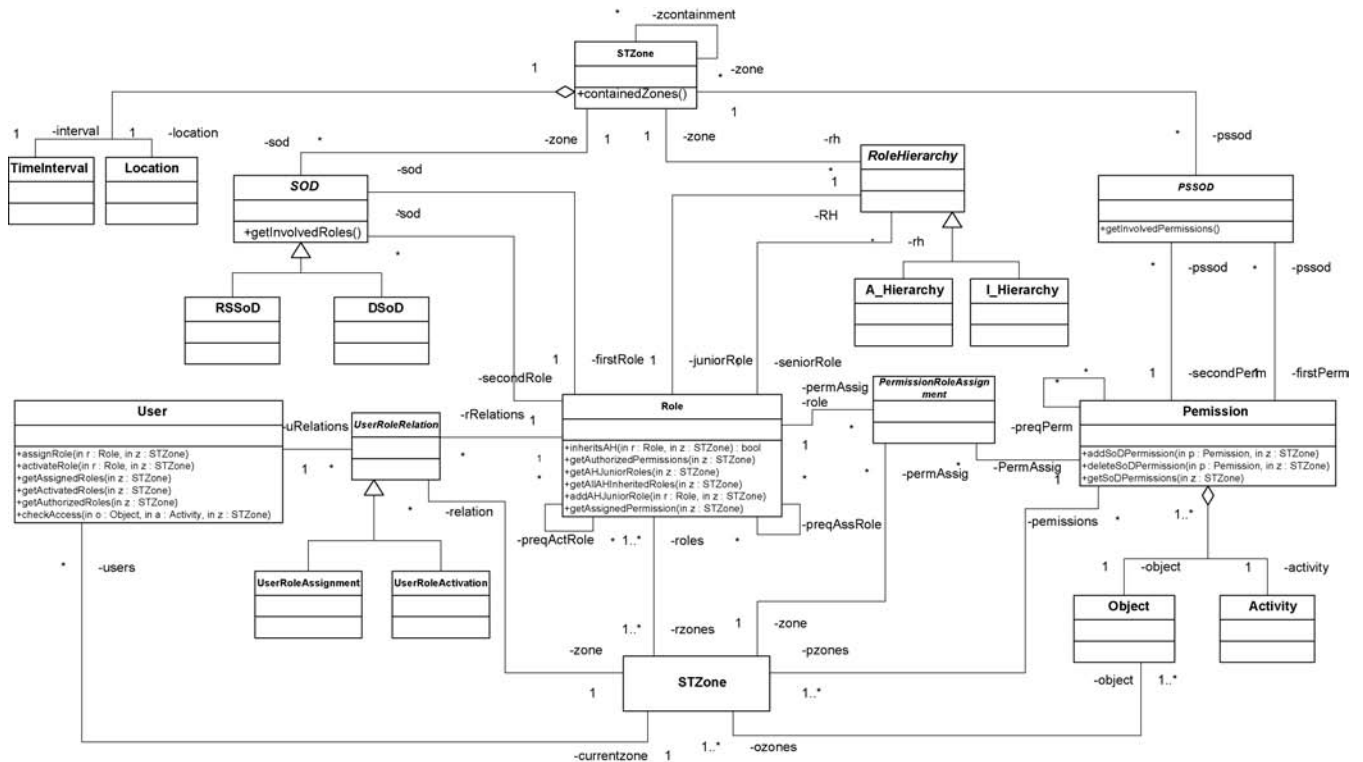 * -zcontainment
STZone
1 * -zone
+containedZones()
1 -interval 1 -location
-sod * -zone 1 1 -zone -rh 1 * -pssod
TimeInterval Location
SOD
-sod
RoleHierarchy
*
1
PSSOD
+getInvolvedRoles()
-sod
*
-RH
* -rh
+getInvolvedPermissions()
* -pssod * -pssod
RSSoD DSoD
A_Hierarchy I_Hierarchy
1 -firstRole 1 -juniorRole 1 -seniorRole
-secondRole
1 -secondPerm -firstPerm
* *
User
+assignRole(in r : Role, in z : STZone)
+activateRole(in r : Role, in z : STZone)
+getAssignedRoles(in z : STZone)
+getActivatedRoles(in z : STZone)
+getAuthorizedRoles(in z : STZone)
+checkAccess(in o : Object, in a : Activity, in z : STZone)
-uRelations
1 *
UserRoleRelation
-rRelations
* 1
Role
+inheritsAH(in r : Role, in z : STZone) : bool
+getAuthorizedPermissions(in z : STZone)
+getAHJuniorRoles(in z : STZone)
+getAllAHInheritedRoles(in z : STZone)
+addAHJuniorRole(in r : Role, in z : STZone)
+getAssignedPermission(in z : STZone)
-permAssig
-role
*
1
PermissionRoleAssignment
* -permAssig * -PermAssig
1
-preqPerm
Pemission
+addSoDPermission(in p : Pemission, in z : STZone)
+deleteSoDPermission(in p : Pemission, in z : STZone)
+getSoDPermissions(in z : STZone)
1
*
-preqActRole *
*
* -preqAssRole
* -relation
1..* -roles
-pemissions *
1..*
UserRoleAssignment UserRoleActivation
* -users
1 -object 1 -activity
Object Activity
-zone 1
1..* -rzones
1 -zone
-pzones 1..*
STZone
-object 1..*
-currentzone 1
1..* -ozones